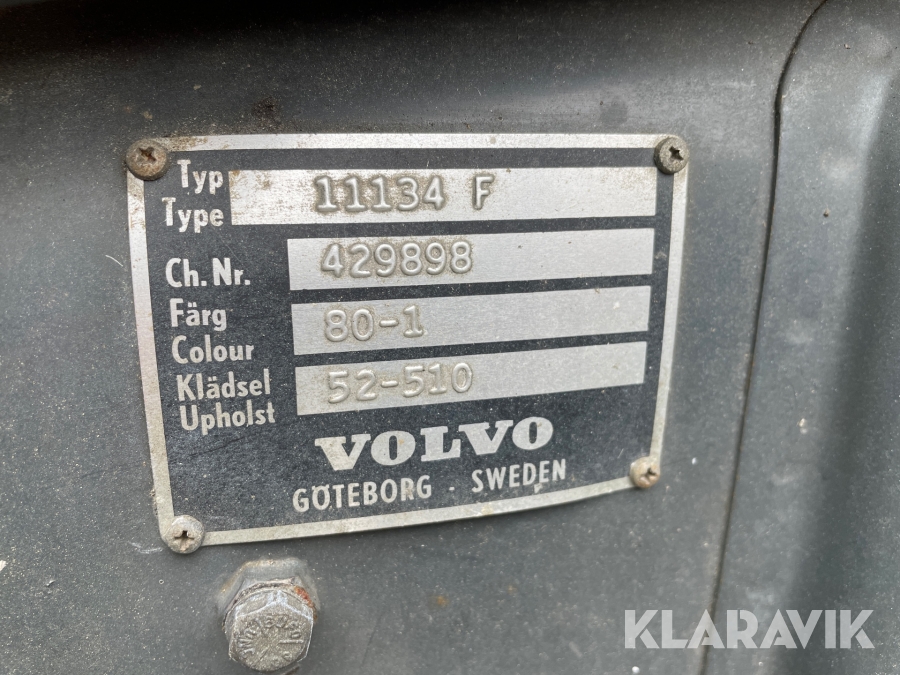 Typ
Type 11134 F
Ch.Nr. 429898
Färg
Colour 80-1
Klädsel
Upholst 52-510
VOLVO
GÖTEBORG - SWEDEN
KLARAVIK